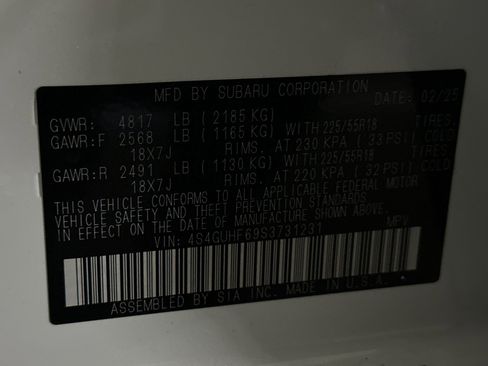 MFD BY SUBARU CORPORATION
DATE: 02/25
GVWR: 4817 LB (2185 KG)
GAWR:F 2568 LB (1165 KG) WITH 225/55R18 TIRES,
18X7J RIMS, AT 230 KPA (33 PSI) COLD
GAWR:R 2491 LB (1130 KG) WITH 225/55R18 TIRES,
18X7J RIMS, AT 220 KPA (32 PSI) COLD
THIS VEHICLE CONFORMS TO ALL APPLICABLE FEDERAL MOTOR
VEHICLE SAFETY STANDARDS IN EFFECT ON THE DATE OF
MANUFACTURE SHOWN ABOVE.
VIN: 4S4GUHF69S3731231 MPV
ASSEMBLED BY SIA INC. MADE IN U.S.A.